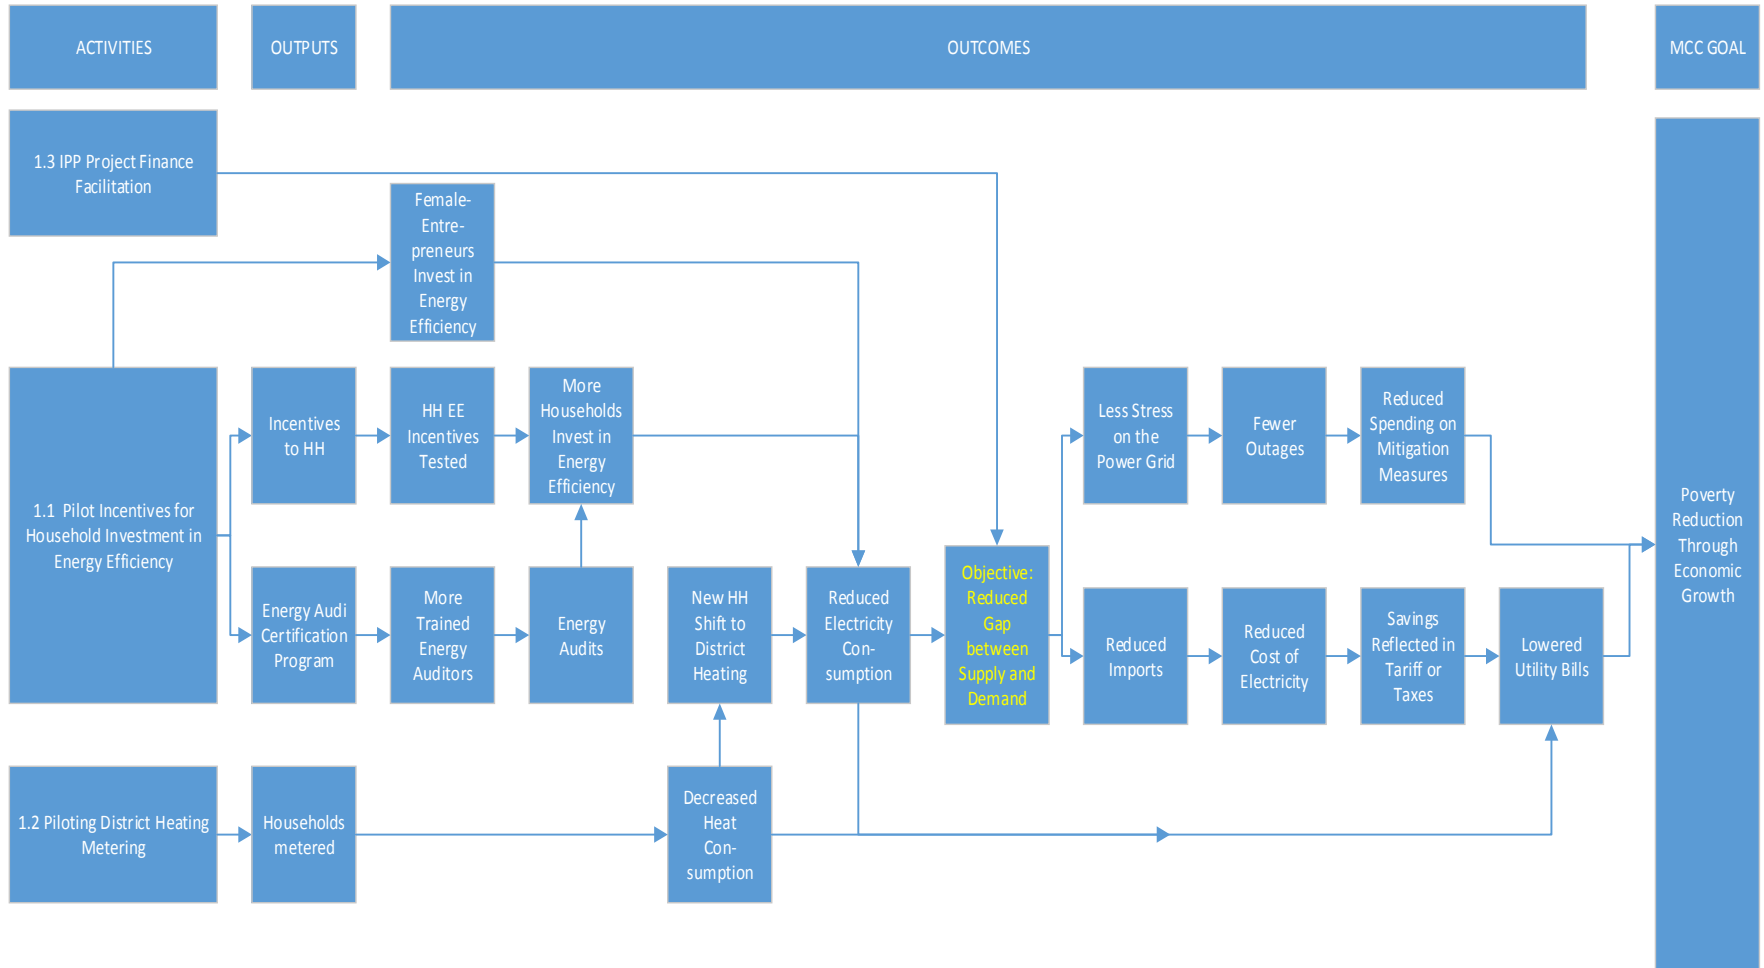 ACTIVITIES
OUTPUTS
OUTCOMES
MCC GOAL
1.3 IPP Project Finance
Facilitation
Female-
Entre-
preneurs
Invest in
Energy
Efficiency
1.1 Pilot Incentives for
Household Investment in
Energy Efficiency
Incentives
to HH
HH EE
Incentives
Tested
More
Households
Invest in
Energy
Efficiency
Energy Audi
Certification
Program
More
Trained
Energy
Auditors
Energy
Audits
New HH
Shift to
District
Heating
Reduced
Electricity
Con-
sumption
Objective:
Reduced
Gap
between
Supply and
Demand
Less Stress
on the
Power Grid
Fewer
Outages
Reduced
Spending on
Mitigation
Measures
Reduced
Imports
Reduced
Cost of
Electricity
Savings
Reflected in
Tariff or
Taxes
Lowered
Utility Bills
Poverty
Reduction
Through
Economic
Growth
1.2 Piloting District Heating
Metering
Households
metered
Decreased
Heat
Con-
sumption